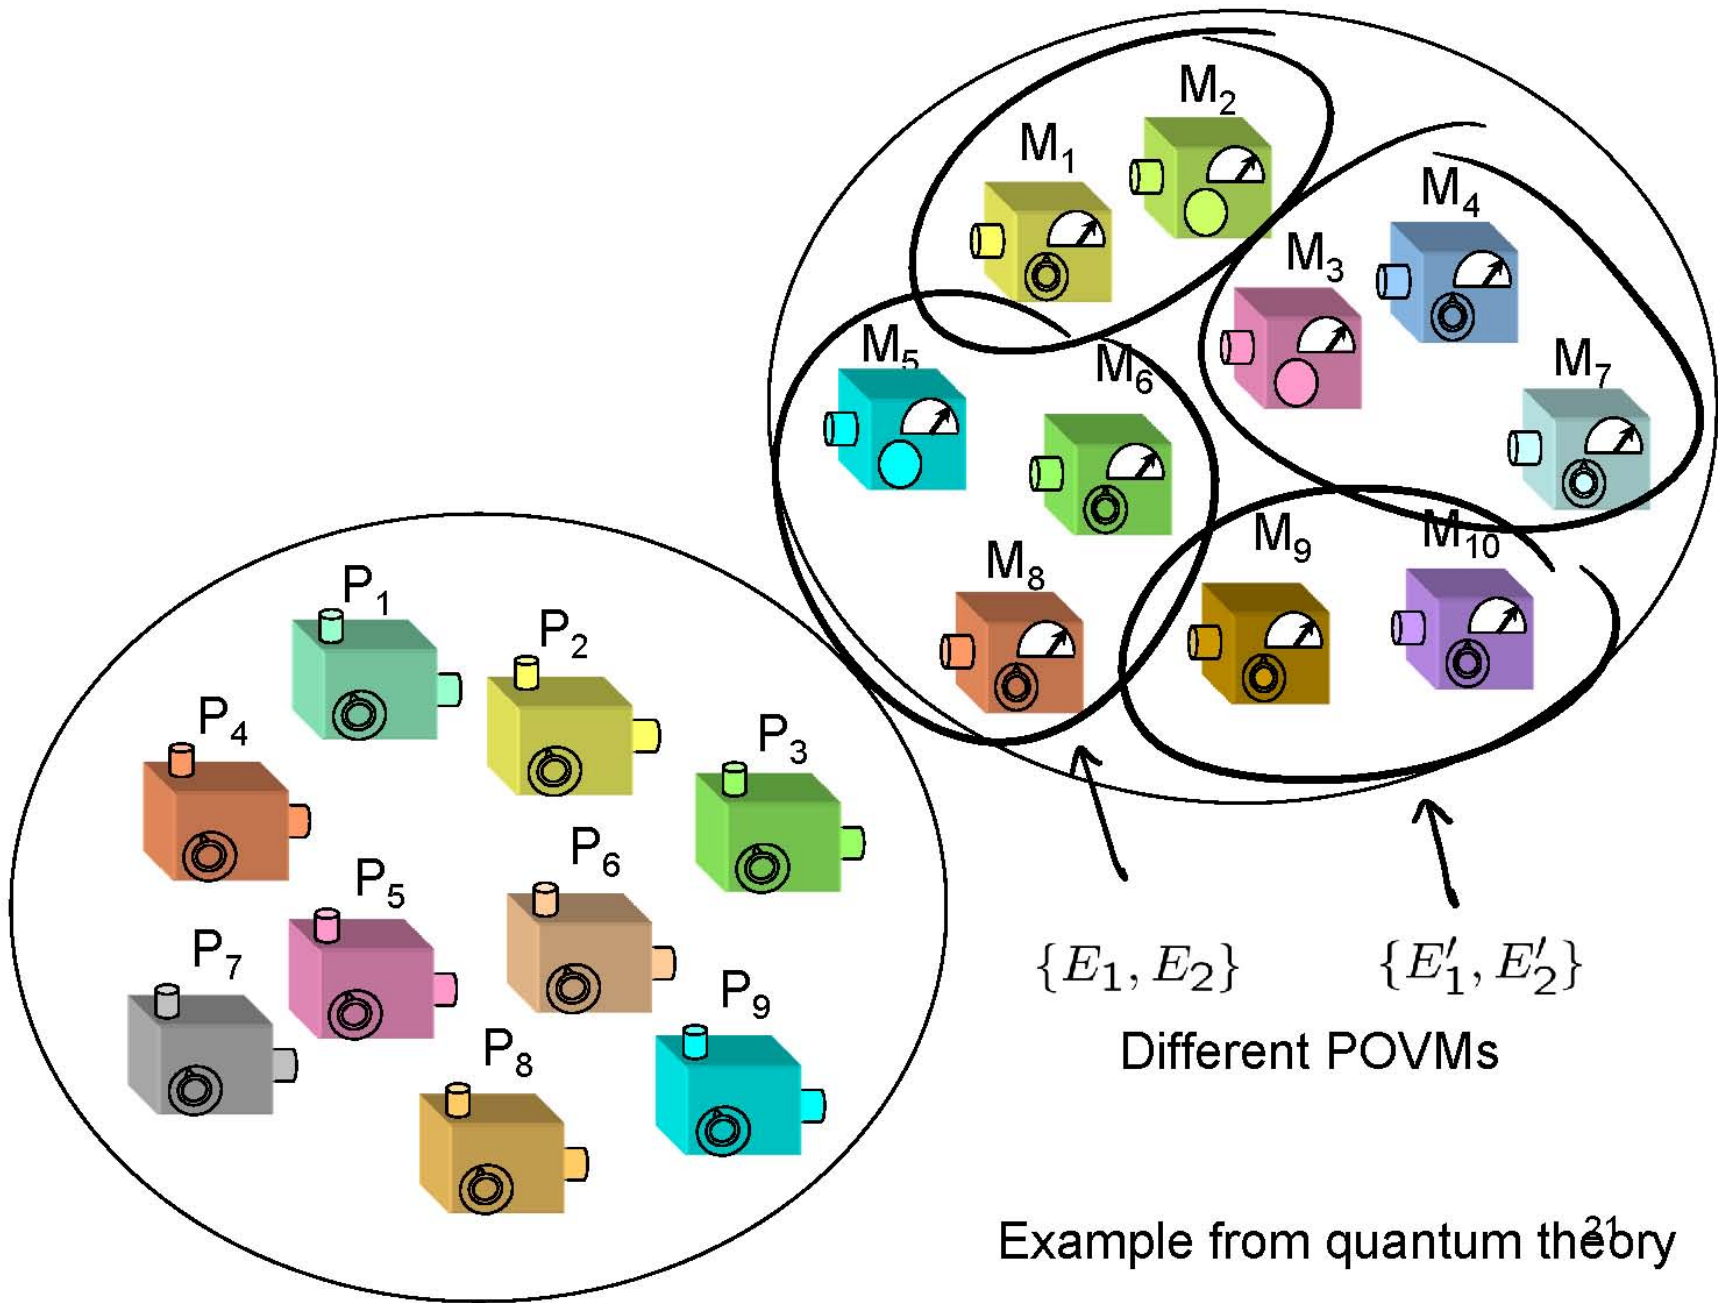 M₂
M₁
M₄
M₃
M₅
M₆
M₇
M₉
M₁₀
M₈
P₁
P₂
P₄
P₃
P₆
P₅
P₇
P₉
P₈
{E₁, E₂} {E′₁, E′₂}
Different POVMs
Example from quantum theory
21